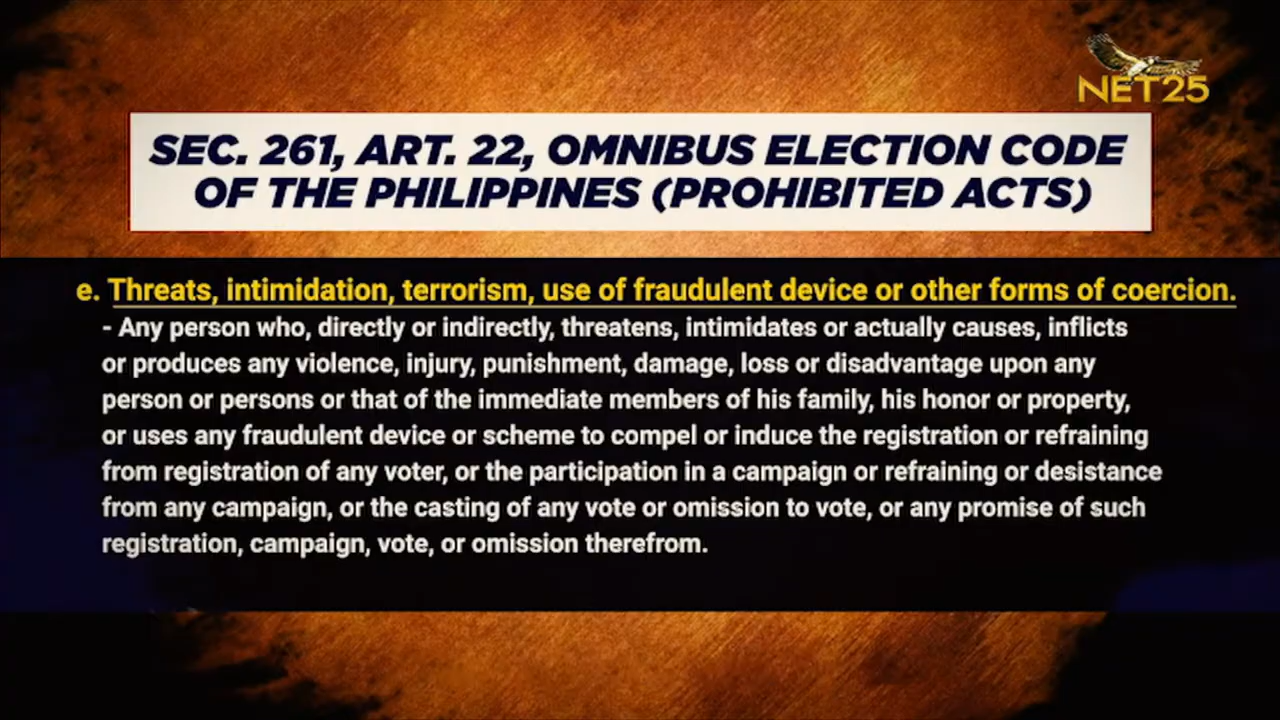 NET25
SEC. 261, ART. 22, OMNIBUS ELECTION CODE
OF THE PHILIPPINES (PROHIBITED ACTS)
e. Threats, intimidation, terrorism, use of fraudulent device or other forms of coercion.
- Any person who, directly or indirectly, threatens, intimidates or actually causes, inflicts
or produces any violence, injury, punishment, damage, loss or disadvantage upon any
person or persons or that of the immediate members of his family, his honor or property,
or uses any fraudulent device or scheme to compel or induce the registration or refraining
from registration of any voter, or the participation in a campaign or refraining or desistance
from any campaign, or the casting of any vote or omission to vote, or any promise of such
registration, campaign, vote, or omission therefrom.